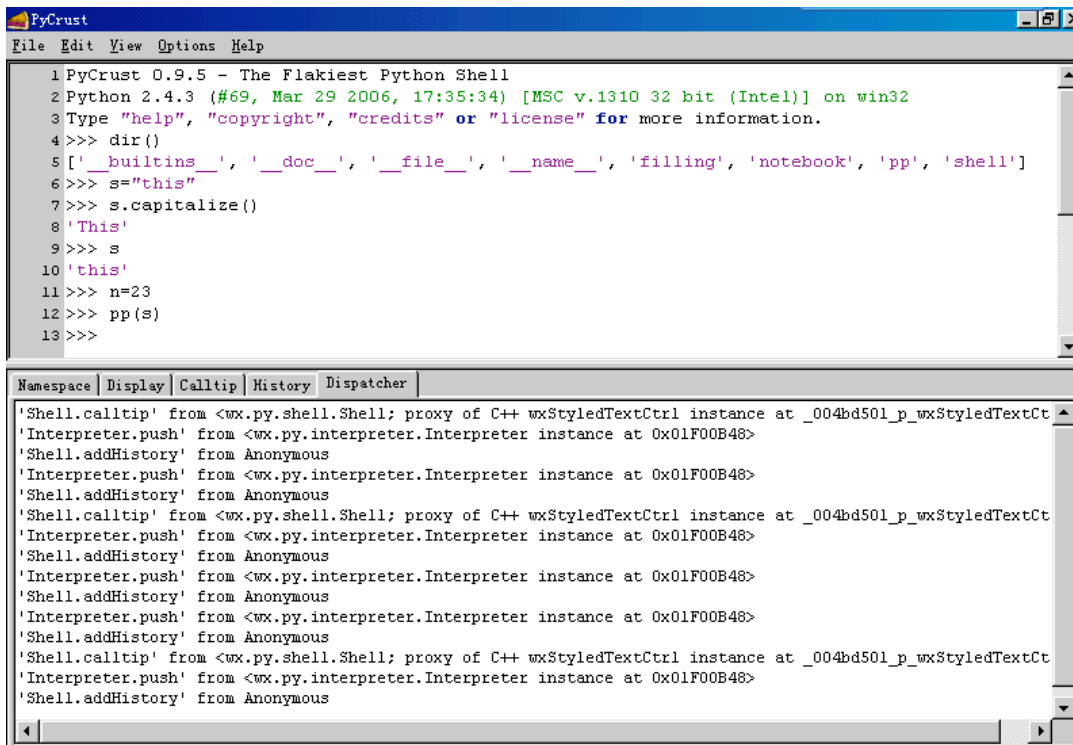 PyCrust
File Edit View Options Help
1 PyCrust 0.9.5 - The Flakiest Python Shell
2 Python 2.4.3 (#69, Mar 29 2006, 17:35:34) [MSC v.1310 32 bit (Intel)] on win32
3 Type "help", "copyright", "credits" or "license" for more information.
4 >>> dir()
5 ['__builtins__', '__doc__', '__file__', '__name__', 'filling', 'notebook', 'pp', 'shell']
6 >>> s="this"
7 >>> s.capitalize()
8 'This'
9 >>> s
10 'this'
11 >>> n=23
12 >>> pp(s)
13 >>>
Namespace Display Calltip History Dispatcher
'Shell.calltip' from <wx.py.shell.Shell; proxy of C++ wxStyledTextCtrl instance at _004bd501_p_wxStyledTextCt
'Interpreter.push' from <wx.py.interpreter.Interpreter instance at 0x01F00B48>
'Shell.addHistory' from Anonymous
'Interpreter.push' from <wx.py.interpreter.Interpreter instance at 0x01F00B48>
'Shell.addHistory' from Anonymous
'Shell.calltip' from <wx.py.shell.Shell; proxy of C++ wxStyledTextCtrl instance at _004bd501_p_wxStyledTextCt
'Interpreter.push' from <wx.py.interpreter.Interpreter instance at 0x01F00B48>
'Shell.addHistory' from Anonymous
'Interpreter.push' from <wx.py.interpreter.Interpreter instance at 0x01F00B48>
'Shell.addHistory' from Anonymous
'Interpreter.push' from <wx.py.interpreter.Interpreter instance at 0x01F00B48>
'Shell.addHistory' from Anonymous
'Shell.calltip' from <wx.py.shell.Shell; proxy of C++ wxStyledTextCtrl instance at _004bd501_p_wxStyledTextCt
'Interpreter.push' from <wx.py.interpreter.Interpreter instance at 0x01F00B48>
'Shell.addHistory' from Anonymous